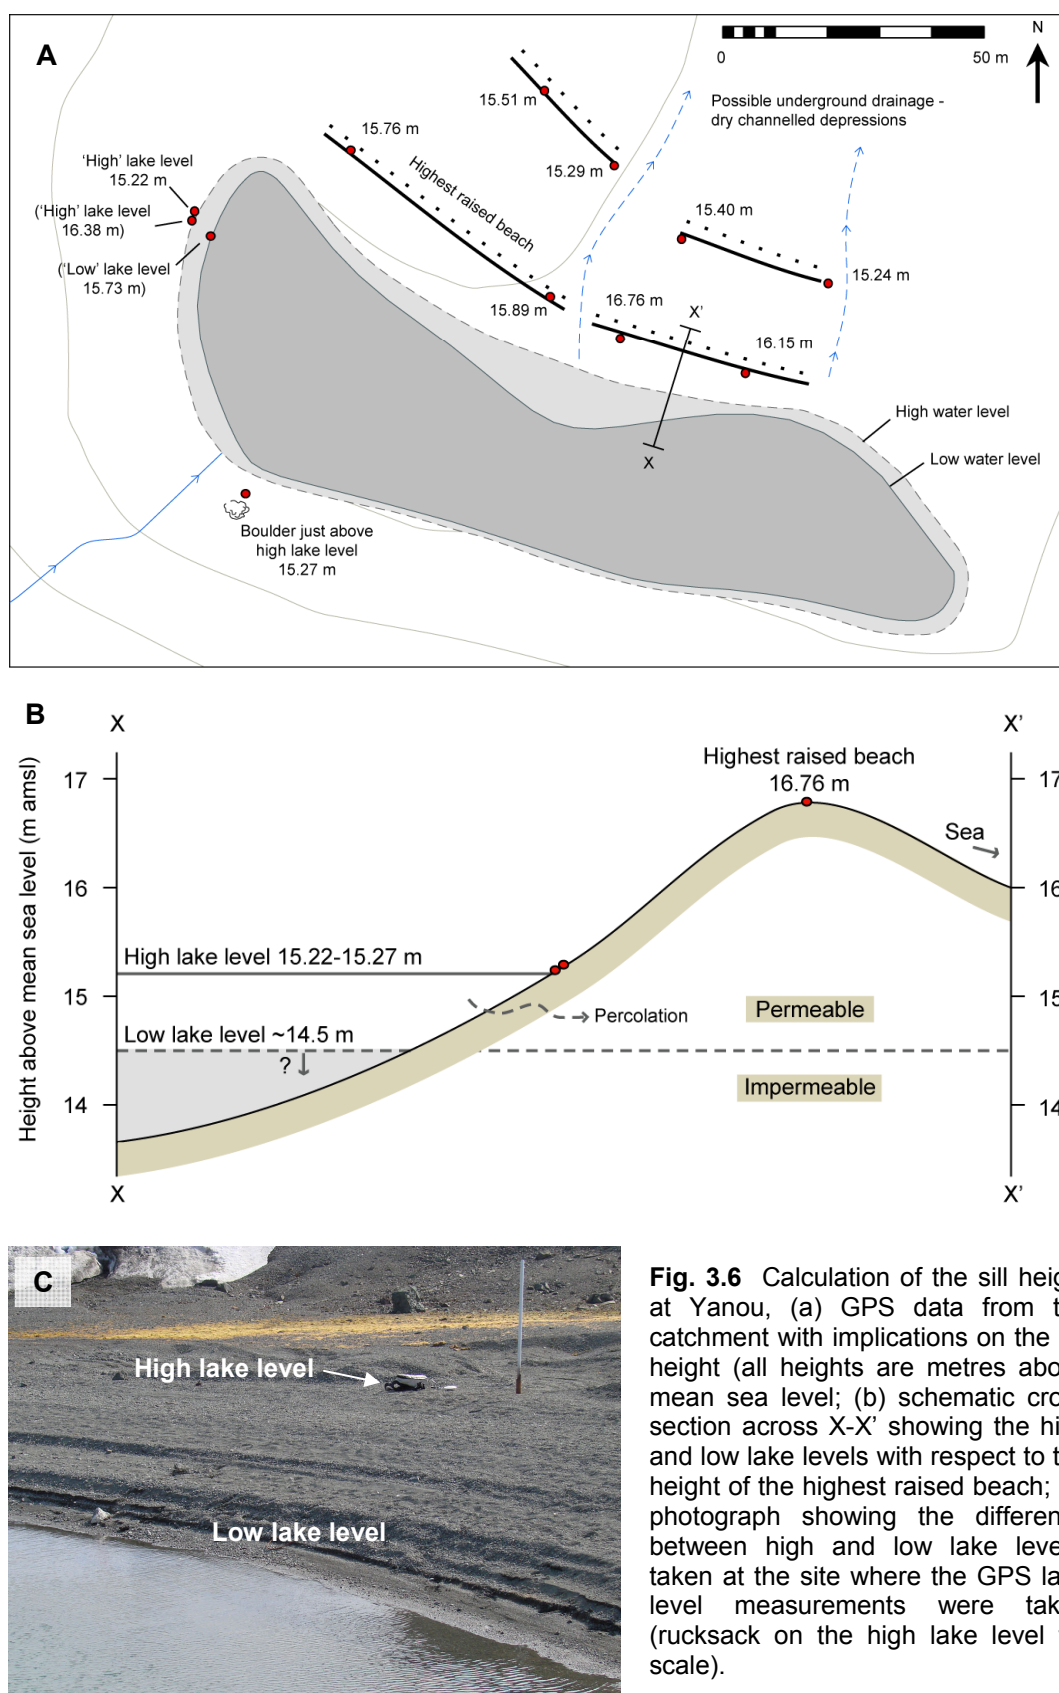 A
N
0
50 m
15.51 m
Possible underground drainage -
dry channelled depressions
15.76 m
'High' lake level
15.22 m
Highest raised beach
15.29 m
('High' lake level
16.38 m)
15.40 m
('Low' lake level
15.73 m)
15.24 m
15.89 m
16.76 m
X'
16.15 m
High water level
Low water level
X
Boulder just above
high lake level
15.27 m
B
X
X'
Highest raised beach
16.76 m
Height above mean sea level (m amsl)
17
17
Sea
16
16
High lake level 15.22-15.27 m
15
15
Percolation
Permeable
Low lake level ~14.5 m
?
Impermeable
14
14
X
X'
C
High lake level
Low lake level
Fig. 3.6 Calculation of the sill heig
at Yanou, (a) GPS data from t
catchment with implications on the
height (all heights are metres abo
mean sea level; (b) schematic cro
section across X-X' showing the hi
and low lake levels with respect to t
height of the highest raised beach;
photograph showing the differen
between high and low lake leve
taken at the site where the GPS la
level measurements were tak
(rucksack on the high lake level
scale).